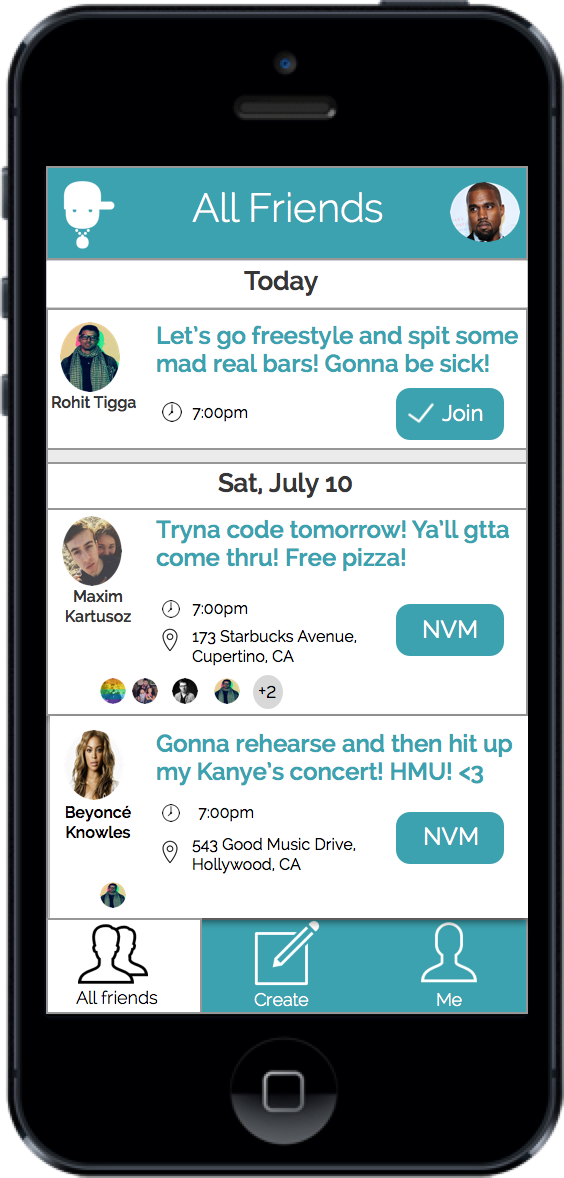 All Friends
Today
Let's go freestyle and spit some
mad real bars! Gonna be sick!
Rohit Tigga
7:00pm
Join
Sat, July 10
Tryna code tomorrow! Ya'll gtta
come thru! Free pizza!
Maxim
Kartusoz
7:00pm
173 Starbucks Avenue,
Cupertino, CA
NVM
+2
Gonna rehearse and then hit up
my Kanye's concert! HMU! <3
Beyoncé
Knowles
7:00pm
543 Good Music Drive,
Hollywood, CA
NVM
All friends
Create
Me